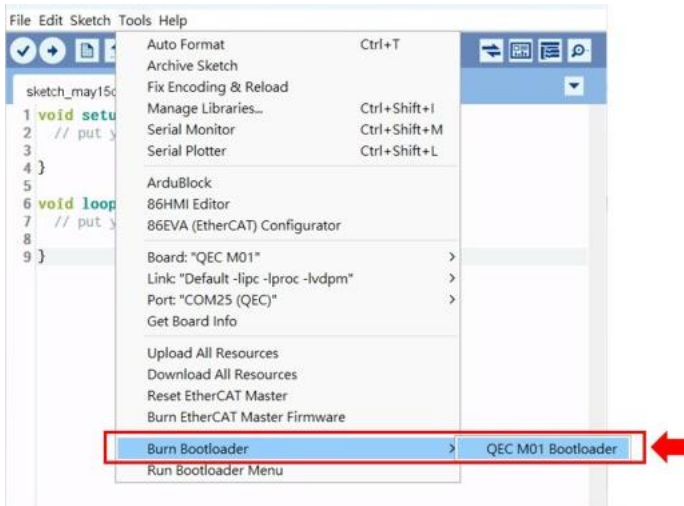 File Edit Sketch Tools Help
Auto Format Ctrl+T
Archive Sketch
Fix Encoding & Reload
Manage Libraries... Ctrl+Shift+I
Serial Monitor Ctrl+Shift+M
Serial Plotter Ctrl+Shift+L
ArduBlock
86HMI Editor
86EVA (EtherCAT) Configurator
Board: "QEC M01" >
Link: "Default -lipc -lproc -lvdpm" >
Port: "COM25 (QEC)" >
Get Board Info
Upload All Resources
Download All Resources
Reset EtherCAT Master
Burn EtherCAT Master Firmware
Burn Bootloader > QEC M01 Bootloader
Run Bootloader Menu
sketch_may15
1 void setu
2 // put y
3
4 }
5
6 void loop
7 // put y
8
9 }